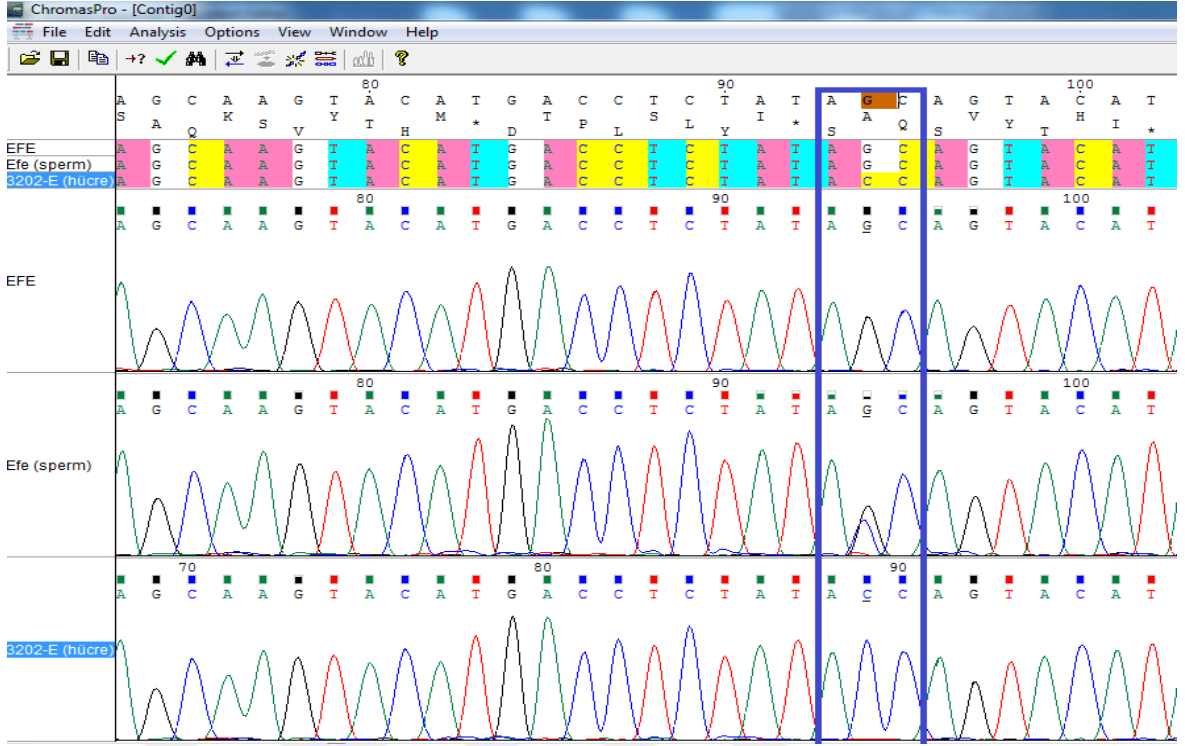 ChromasPro - [Contig0]
File Edit Analysis Options View Window Help
80 90 100
A G C A A G T A C A T G A C C T C T A T A G C A G T A C A T
S K Y M T S I A V H
A S T * P L * Q Y I
Q V H D L Y S S T *
EFE A G C A A G T A C A T G A C C T C T A T A G C A G T A C A T
Efe (sperm) A G C A A G T A C A T G A C C T C T A T A G C A G T A C A T
3202-E (hücre) A G C A A G T A C A T G A C C T C T A T A C C A G T A C A T
80 90 100
A G C A A G T A C A T G A C C T C T A T A G C A G T A C A T
EFE
80 90 100
A G C A A G T A C A T G A C C T C T A T A G C A G T A C A T
Efe (sperm)
70 80 90
A G C A A G T A C A T G A C C T C T A T A C C A G T A C A T
3202-E (hücre)